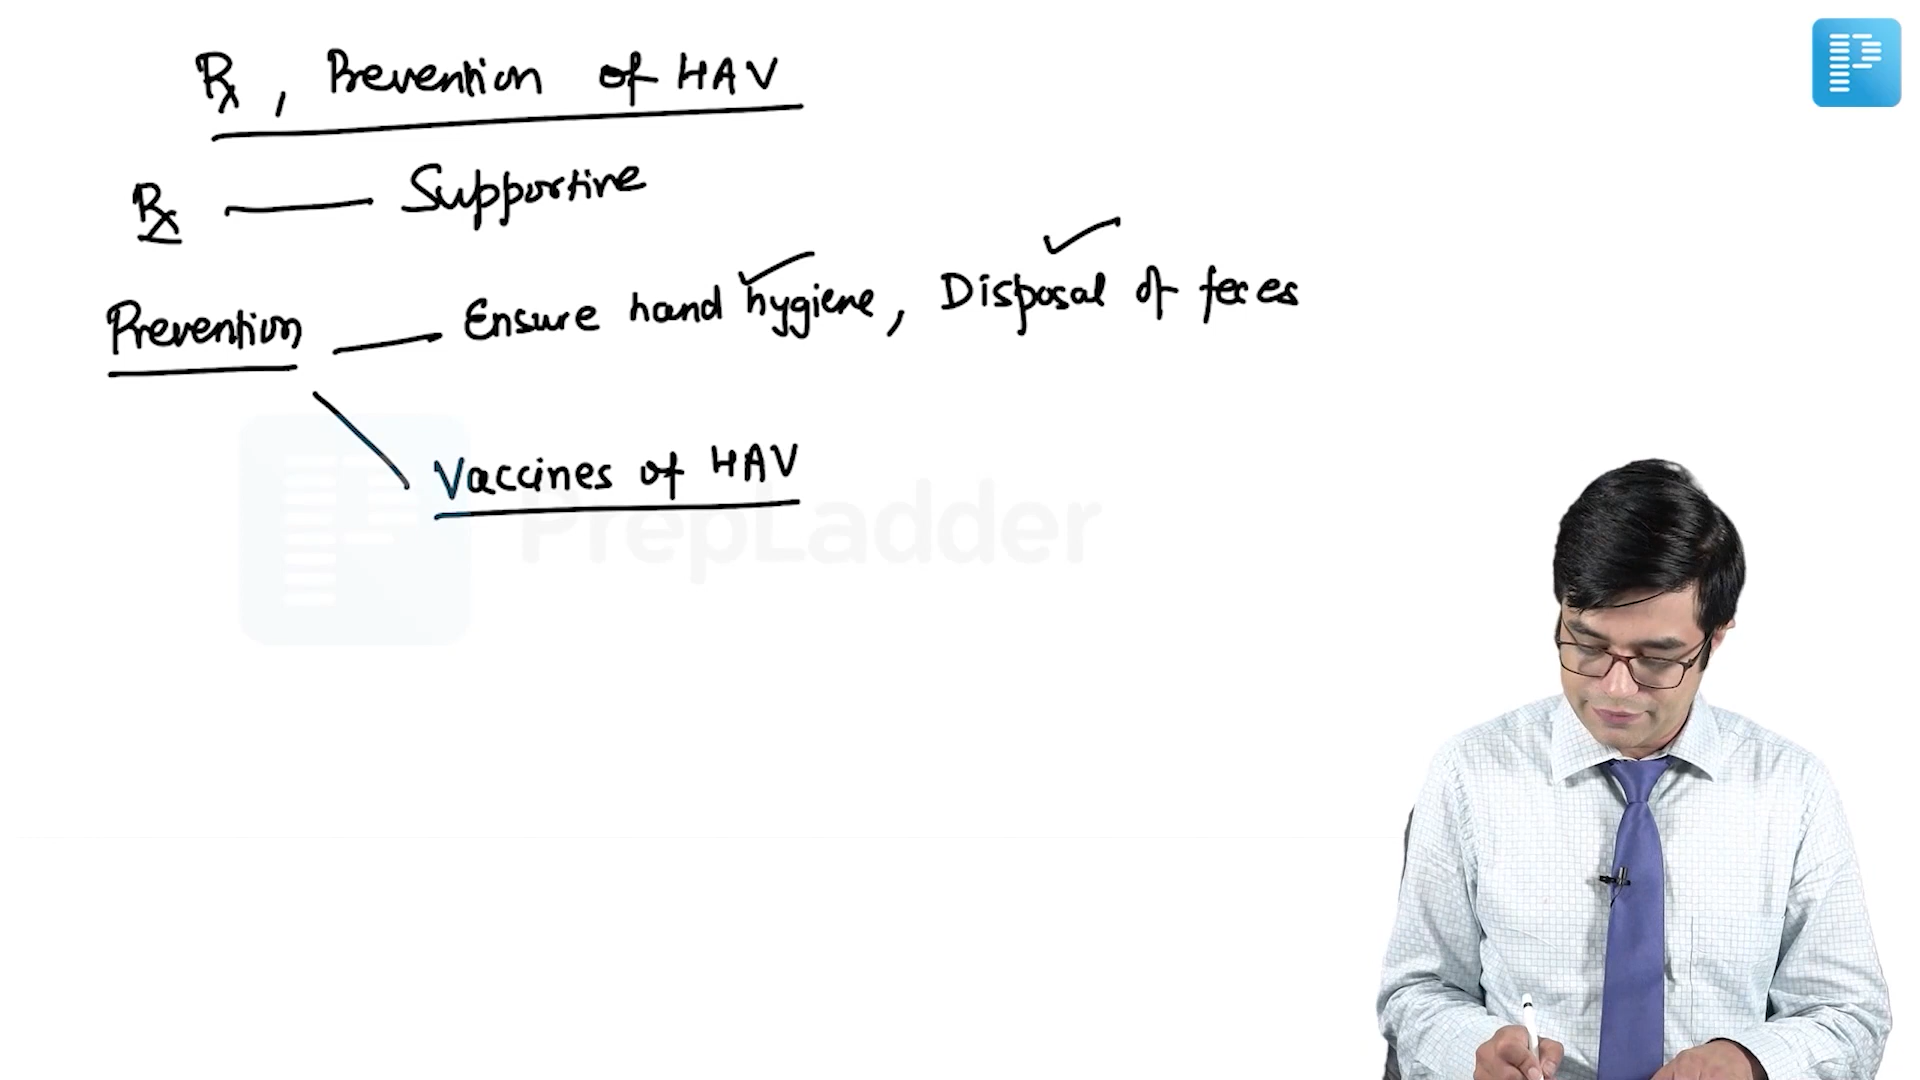 Rx, Prevention of HAV
Rx — Supportive
Prevention — Ensure hand hygiene, Disposal of feces
Vaccines of HAV
PrepLadder